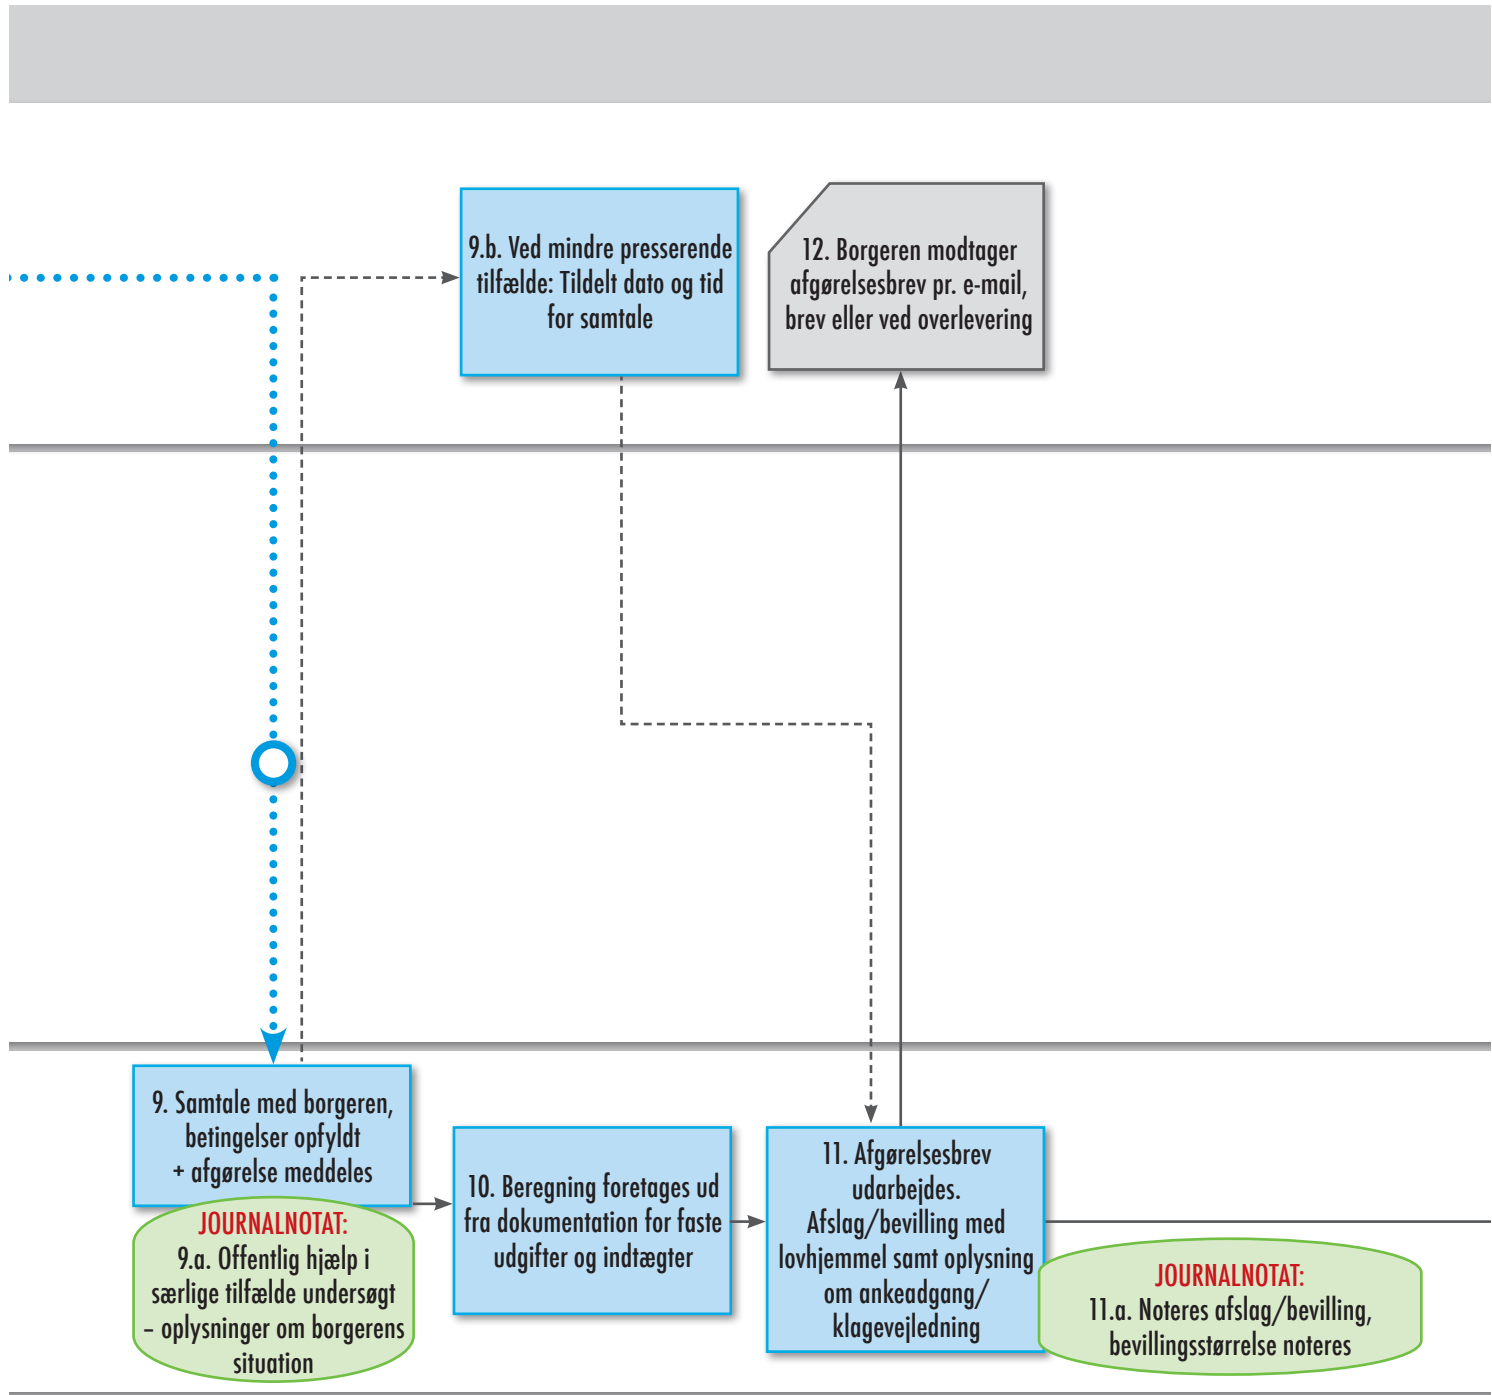 9.b. Ved mindre presserende
tilfælde: Tildelt dato og tid
for samtale
12. Borgeren modtager
afgørelsesbrev pr. e-mail,
brev eller ved overlevering
9. Samtale med borgeren,
betingelser opfyldt
+ afgørelse meddeles
JOURNALNOTAT:
9.a. Offentlig hjælp i
særlige tilfælde undersøgt
– oplysninger om borgerens
situation
10. Beregning foretages ud
fra dokumentation for faste
udgifter og indtægter
11. Afgørelsesbrev
udarbejdes.
Afslag/bevilling med
lovhjemmel samt oplysning
om ankeadgang/
klagevejledning
JOURNALNOTAT:
11.a. Noteres afslag/bevilling,
bevillingsstørrelse noteres